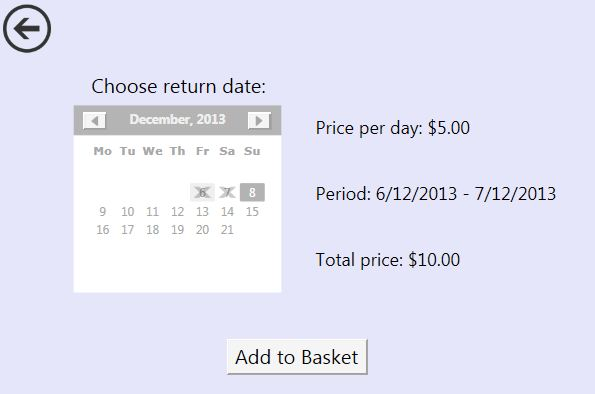 Choose return date:
December, 2013
Mo Tu We Th Fr Sa Su
6 7 8
9 10 11 12 13 14 15
16 17 18 19 20 21
Price per day: $5.00
Period: 6/12/2013 - 7/12/2013
Total price: $10.00
Add to Basket